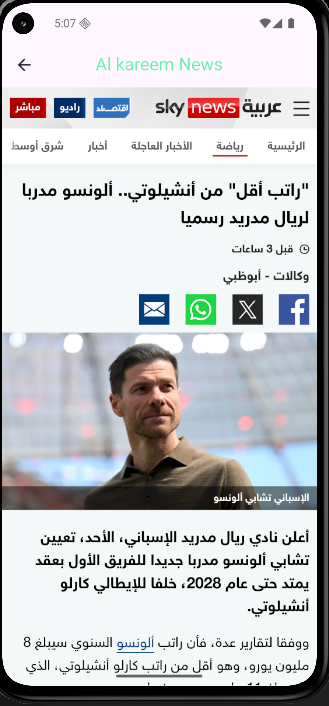 5:07
Al kareem News
عربية sky news
اقتصاد
راديو
مباشر
الرئيسية
رياضة
الأخبار العاجلة
أخبار
شرق أوسط
"راتب أقل" من أنشيلوتي.. ألونسو مدربا
لريال مدريد رسميا
قبل 3 ساعات
وكالات - أبوظبي
الإسباني تشابي ألونسو
أعلن نادي ريال مدريد الإسباني، الأحد، تعيين
تشابي ألونسو مدربا جديدا للفريق الأول بعقد
يمتد حتى عام 2028، خلفا للإيطالي كارلو
أنشيلوتي.
ووفقا لتقارير عدة، فأن راتب ألونسو السنوي سيبلغ 8
مليون يورو، وهو أقل من راتب كارلو أنشيلوتي، الذي